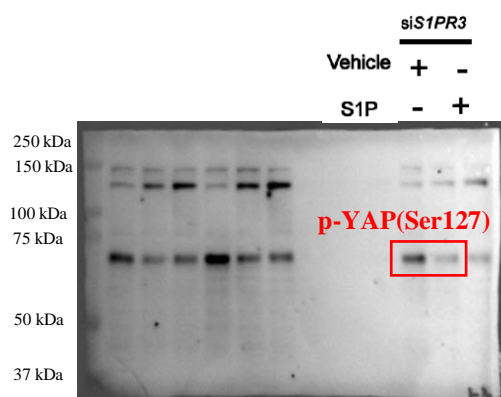 siS1PR3
Vehicle + -
S1P - +
250 kDa
150 kDa
100 kDa
p-YAP(Ser127)
75 kDa
50 kDa
37 kDa